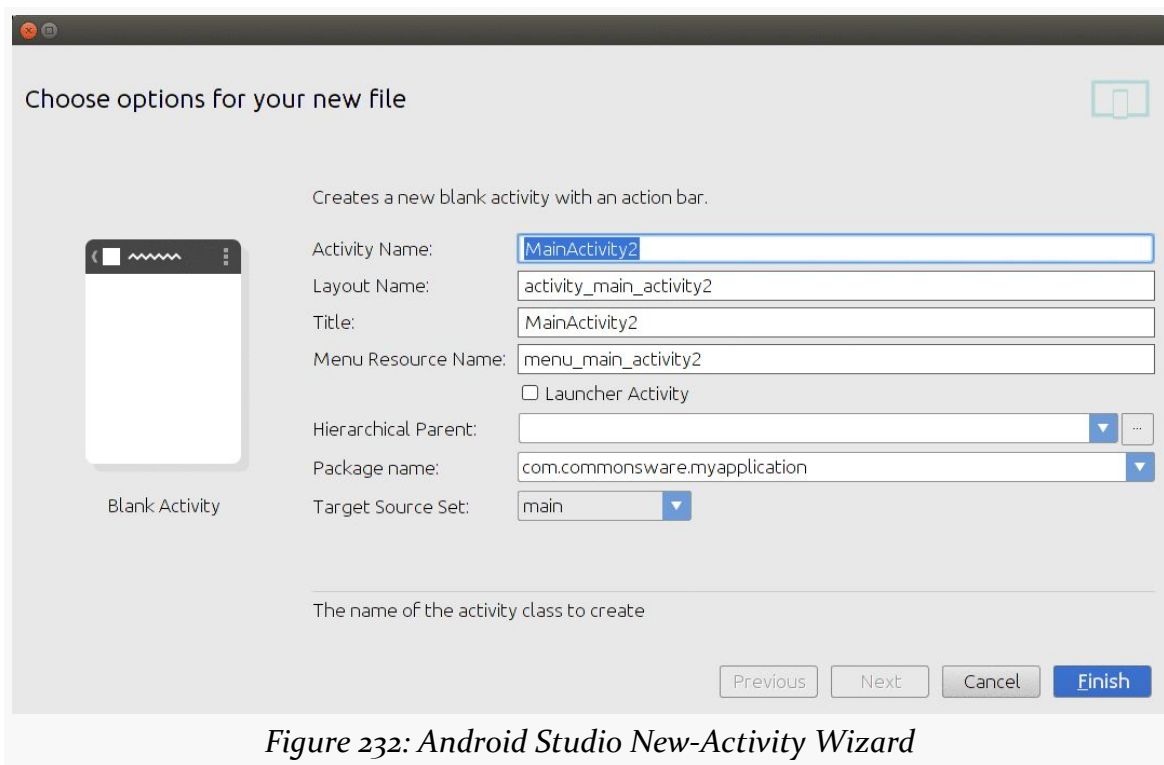 Choose options for your new file
Creates a new blank activity with an action bar.
Activity Name: MainActivity2
Layout Name: activity_main_activity2
Title: MainActivity2
Menu Resource Name: menu_main_activity2
Launcher Activity
Hierarchical Parent: ...
Package name: com.commonsware.myapplication
Blank Activity
Target Source Set: main
The name of the activity class to create
Previous Next Cancel Finish
Figure 232: Android Studio New-Activity Wizard